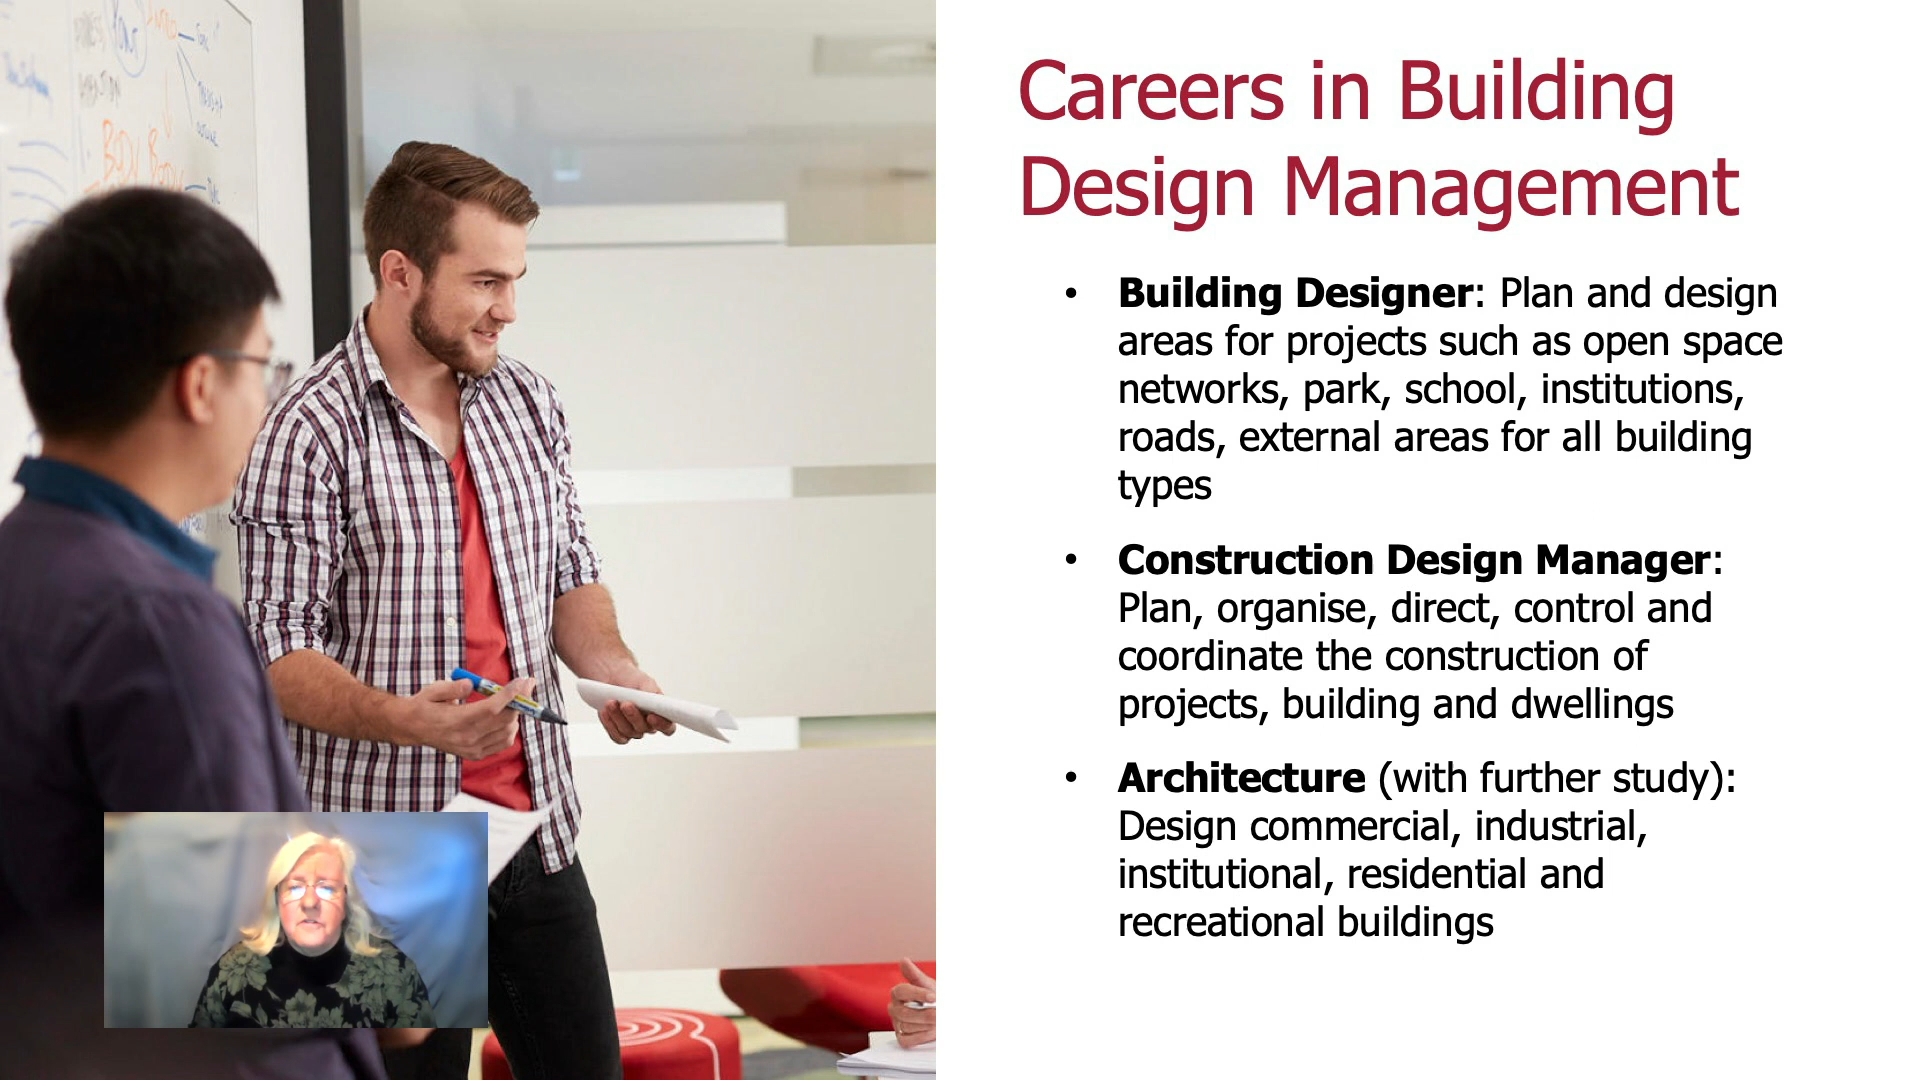 Careers in Building
Design Management
• Building Designer: Plan and design
areas for projects such as open space
networks, park, school, institutions,
roads, external areas for all building
types
• Construction Design Manager:
Plan, organise, direct, control and
coordinate the construction of
projects, building and dwellings
• Architecture (with further study):
Design commercial, industrial,
institutional, residential and
recreational buildings
BODY BODY